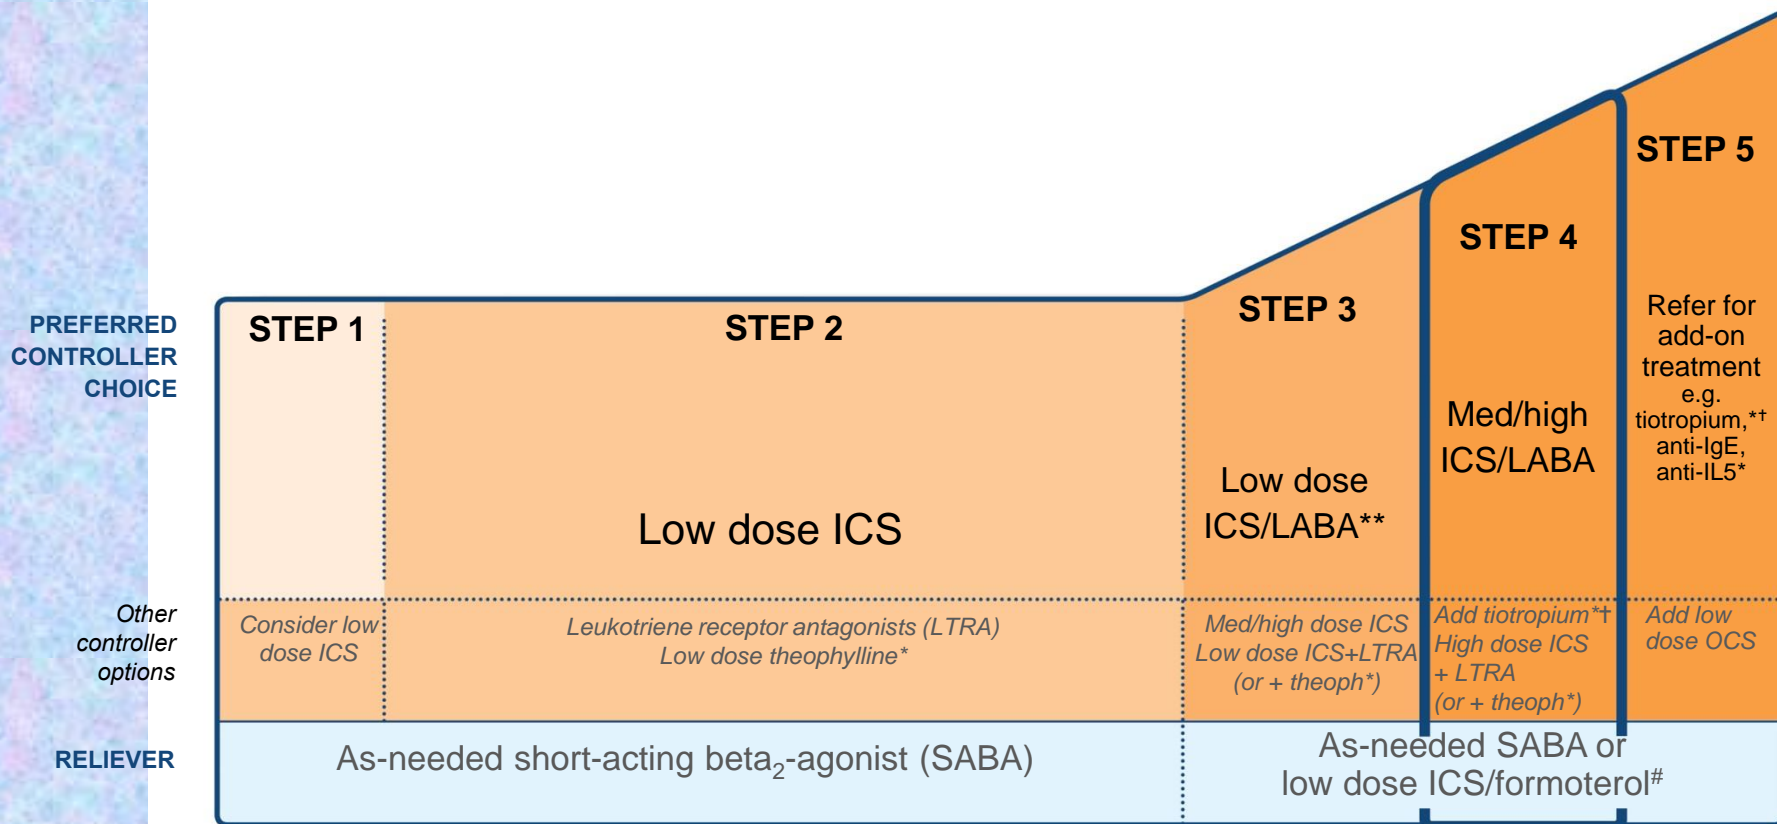 STEP 5
STEP 4
STEP 3
STEP 1
STEP 2
PREFERRED
CONTROLLER
CHOICE
Low dose ICS
Low dose
ICS/LABA**
Med/high
ICS/LABA
Refer for
add-on
treatment
e.g.
tiotropium,*†
anti-IgE,
anti-IL5*
Other
controller
options
Consider low
dose ICS
Leukotriene receptor antagonists (LTRA)
Low dose theophylline*
Med/high dose ICS
Low dose ICS+LTRA
(or + theoph*)
Add tiotropium*†
High dose ICS
+ LTRA
(or + theoph*)
Add low
dose OCS
RELIEVER
As-needed short-acting beta₂-agonist (SABA)
As-needed SABA or
low dose ICS/formoterol#